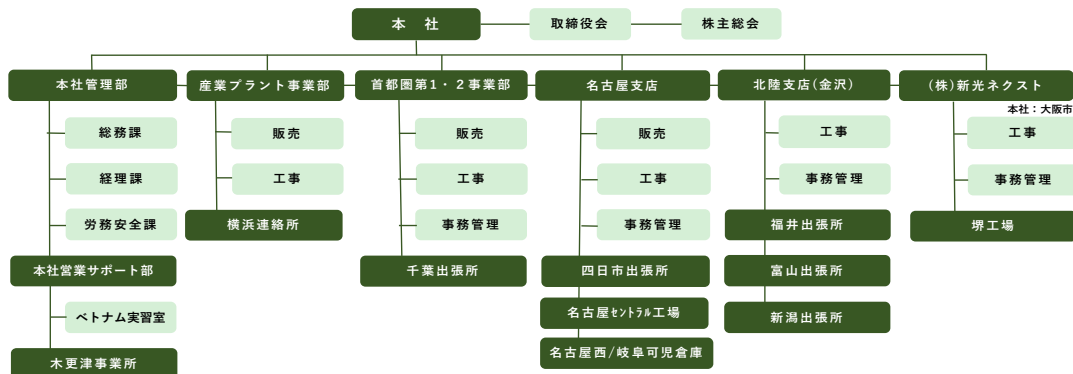 本 社
取締役会
株主総会
本社管理部
産業プラント事業部
首都圏第1・2事業部
名古屋支店
北陸支店(金沢)
(株)新光ネクスト
本社：大阪市
総務課
経理課
労務安全課
本社営業サポート部
ベトナム実習室
木更津事業所
販売
工事
横浜連絡所
販売
工事
事務管理
千葉出張所
販売
工事
事務管理
四日市出張所
名古屋ｾﾝﾄﾗﾙ工場
名古屋西/岐阜可児倉庫
工事
事務管理
福井出張所
富山出張所
新潟出張所
工事
事務管理
堺工場